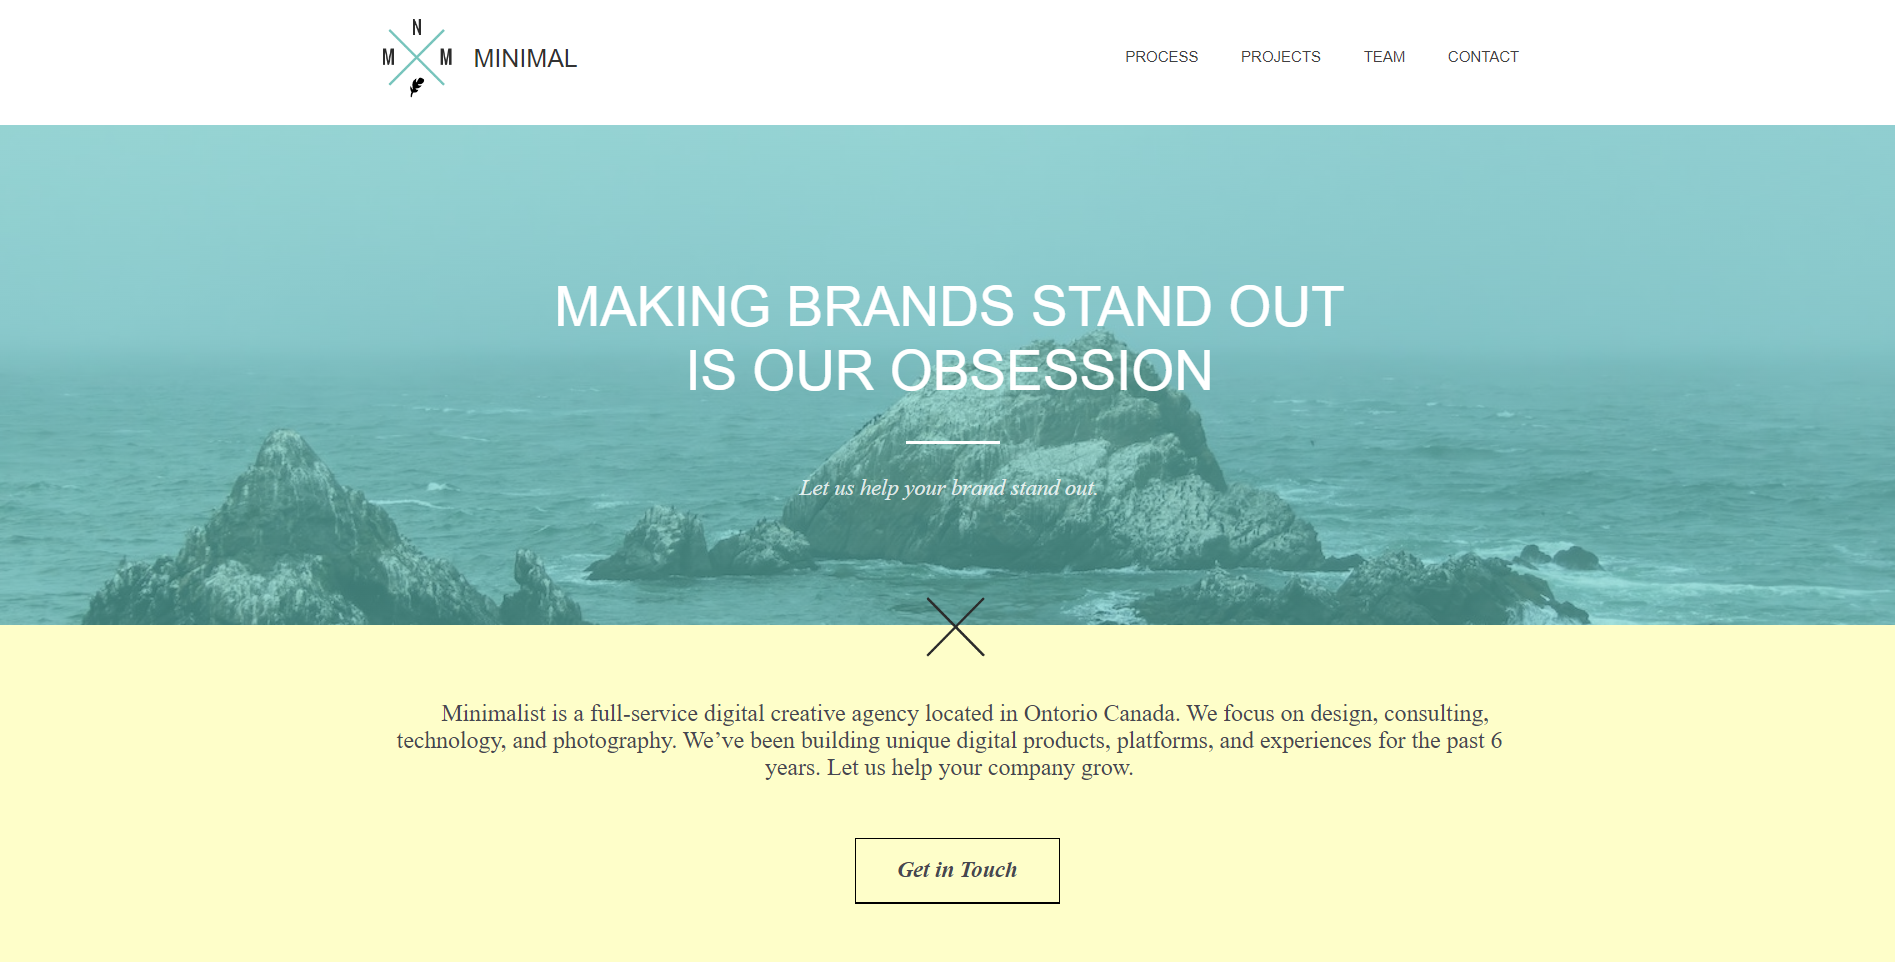 N
M M
MINIMAL
PROCESS PROJECTS TEAM CONTACT
MAKING BRANDS STAND OUT
IS OUR OBSESSION
Let us help your brand stand out.
Minimalist is a full-service digital creative agency located in Ontorio Canada. We focus on design, consulting,
technology, and photography. We’ve been building unique digital products, platforms, and experiences for the past 6
years. Let us help your company grow.
Get in Touch